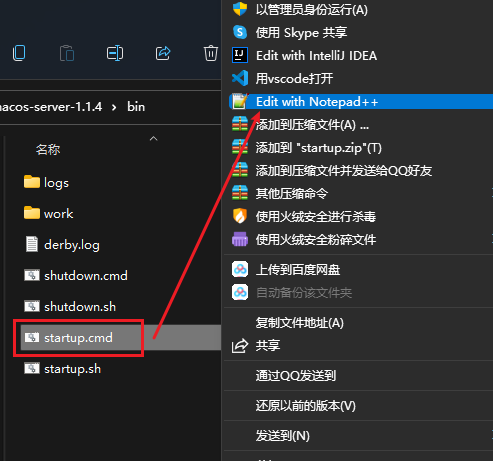 以管理员身份运行(A)
使用 Skype 共享
Edit with IntelliJ IDEA
用vscode打开
Edit with Notepad++
添加到压缩文件(A) ...
添加到 "startup.zip"(T)
添加到压缩文件并发送给QQ好友
其他压缩命令
使用火绒安全进行杀毒
使用火绒安全粉碎文件
上传到百度网盘
自动备份该文件夹
复制文件地址(A)
共享
通过QQ发送到
还原以前的版本(V)
发送到(N)
nacos-server-1.1.4 > bin
名称
logs
work
derby.log
shutdown.cmd
shutdown.sh
startup.cmd
startup.sh